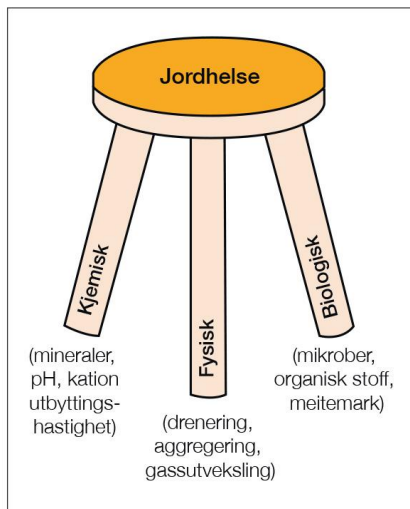 Jordhelse
Kjemisk
Fysisk
Biologisk
(mineraler,
pH, kation
utbyttings-
hastighet)
(drenering,
aggregering,
gassutveksling)
(mikrober,
organisk stoff,
meitemark)